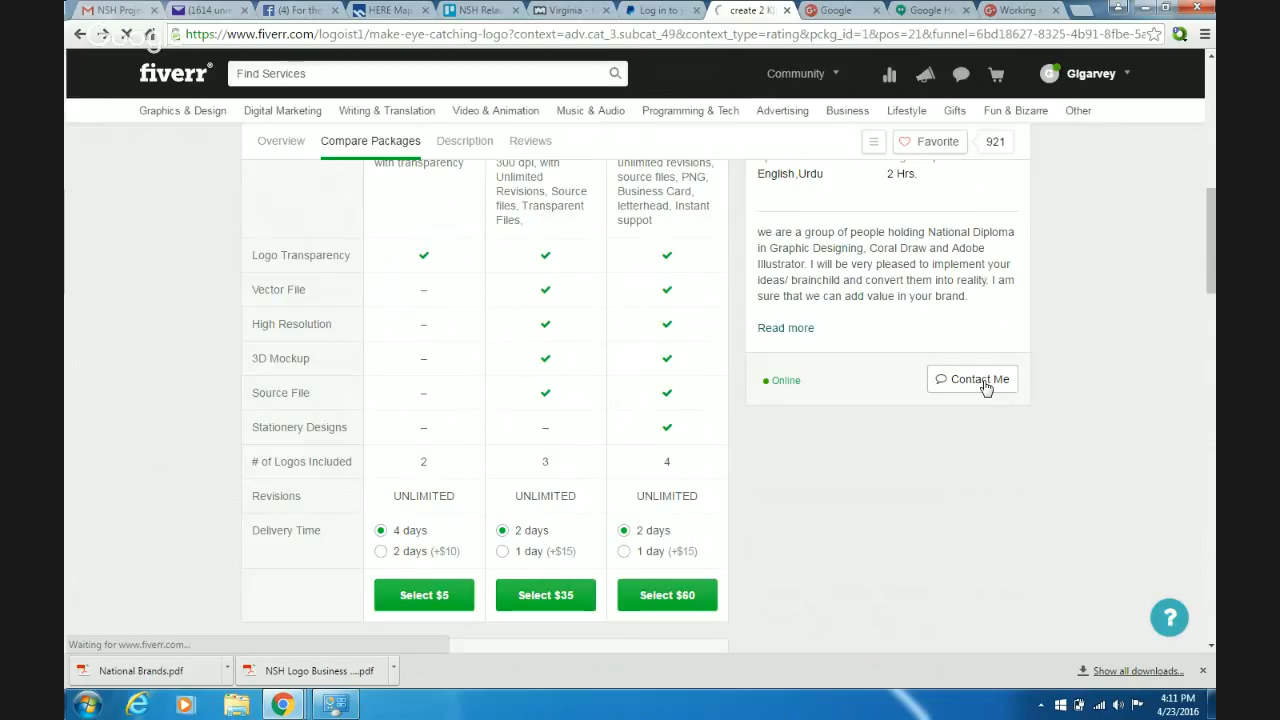 NSH Proje
(1614 unre
(4) For the
HERE Map
NSH Relau
Virginia -
Log in to y
create 2 K
Google
Google Ha
Working s
https://www.fiverr.com/logoist1/make-eye-catching-logo?context=adv.cat_3.subcat_49&context_type=rating&pckg_id=1&pos=21&funnel=6bd18627-8325-4b91-8fbe-5a
fiverr
Find Services
Community
GIgarvey
Graphics & Design
Digital Marketing
Writing & Translation
Video & Animation
Music & Audio
Programming & Tech
Advertising
Business
Lifestyle
Gifts
Fun & Bizarre
Other
Overview
Compare Packages
Description
Reviews
Favorite
921
with transparency
300 dpi, with
Unlimited
Revisions, Source
files, Transparent
Files,
unlimited revisions,
source files, PNG,
Business Card,
letterhead, Instant
suppot
English,Urdu
2 Hrs.
we are a group of people holding National Diploma
in Graphic Designing, Coral Draw and Adobe
Illustrator. I will be very pleased to implement your
ideas/ brainchild and convert them into reality. I am
sure that we can add value in your brand.
Read more
Online
Contact Me
Logo Transparency
Vector File –
High Resolution –
3D Mockup –
Source File –
Stationery Designs – –
# of Logos Included 2 3 4
Revisions UNLIMITED UNLIMITED UNLIMITED
Delivery Time 4 days 2 days 2 days
2 days (+$10) 1 day (+$15) 1 day (+$15)
Select $5 Select $35 Select $60
?
Waiting for www.fiverr.com...
National Brands.pdf
NSH Logo Business ....pdf
Show all downloads...
4:11 PM
4/23/2016